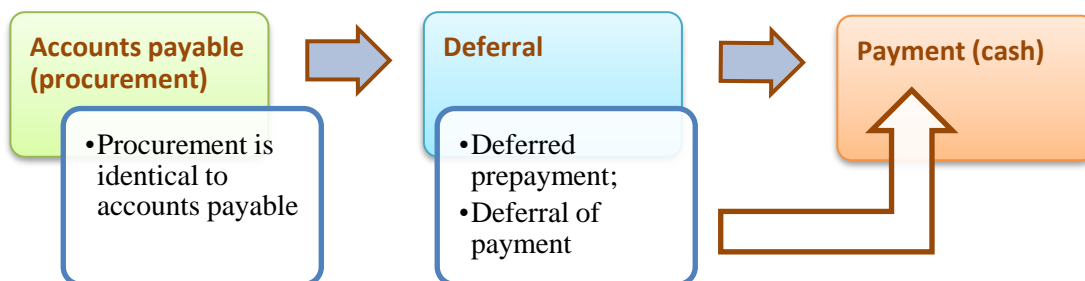 Accounts payable
(procurement)
•Procurement is
identical to
accounts payable
Deferral
•Deferred
prepayment;
•Deferral of
payment
Payment (cash)